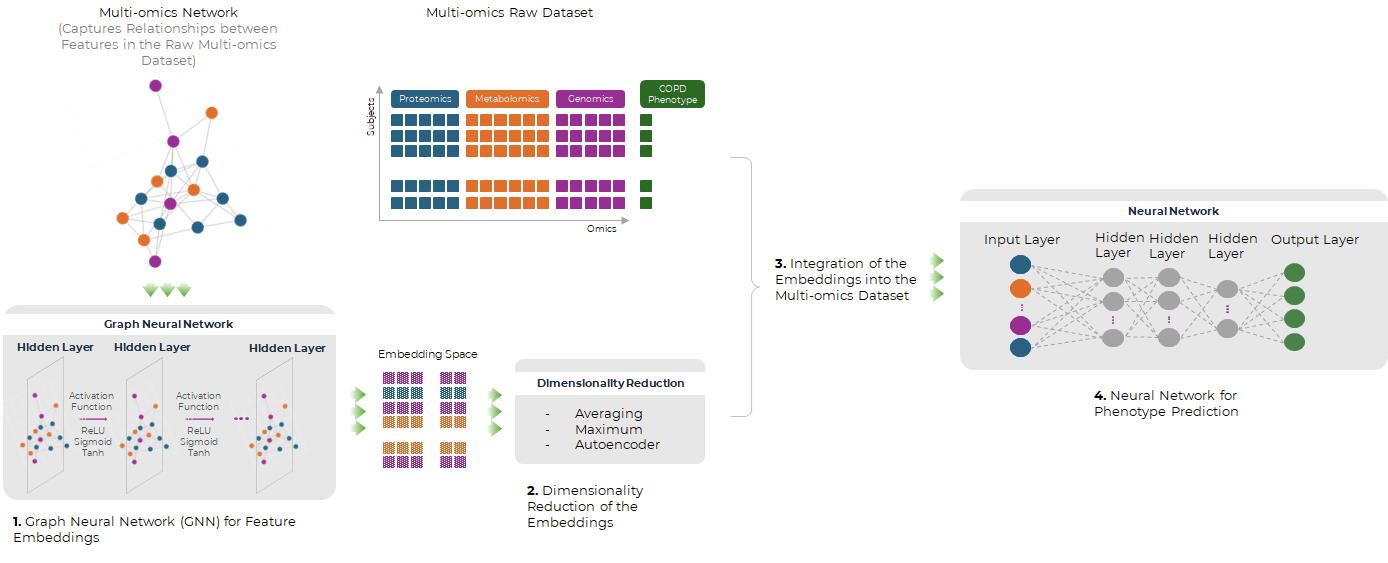 Multi-omics Network
(Captures Relationships between
Features in the Raw Multi-omics
Dataset)
Multi-omics Raw Dataset
Subjects
Proteomics
Metabolomics
Genomics
COPD
Phenotype
Omics
Graph Neural Network
Hidden Layer
Hidden Layer
Hidden Layer
Activation
Function
ReLU
Sigmoid
Tanh
Activation
Function
ReLU
Sigmoid
Tanh
1. Graph Neural Network (GNN) for Feature
Embeddings
Embedding Space
Dimensionality Reduction
- Averaging
- Maximum
- Autoencoder
2. Dimensionality
Reduction of the
Embeddings
3. Integration of the
Embeddings into the
Multi-omics Dataset
Neural Network
Input Layer
Hidden
Layer
Hidden
Layer
Hidden
Layer
Output Layer
4. Neural Network for
Phenotype Prediction